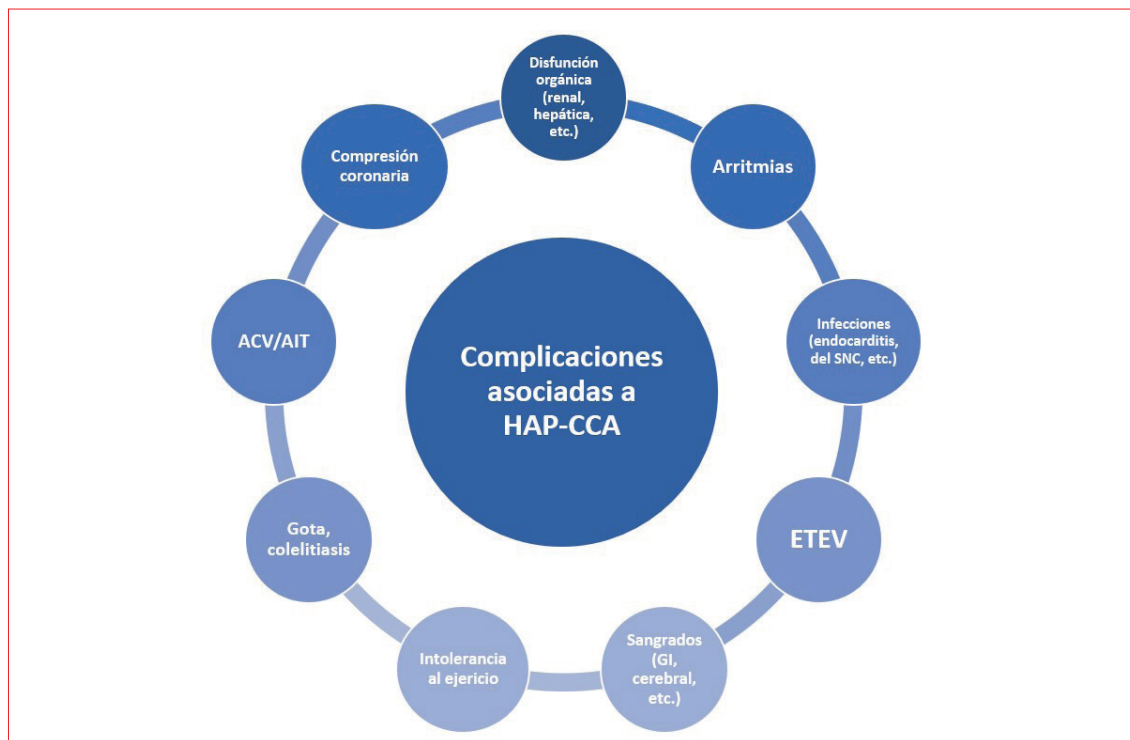 Disfunción
orgánica
(renal,
hepática,
etc.)
Arritmias
Infecciones
(endocarditis,
del SNC, etc.)
ETEV
Sangrados
(GI,
cerebral,
etc.)
Intolerancia
al ejericio
Gota,
colelitiasis
ACV/AIT
Compresión
coronaria
Complicaciones
asociadas a
HAP-CCA